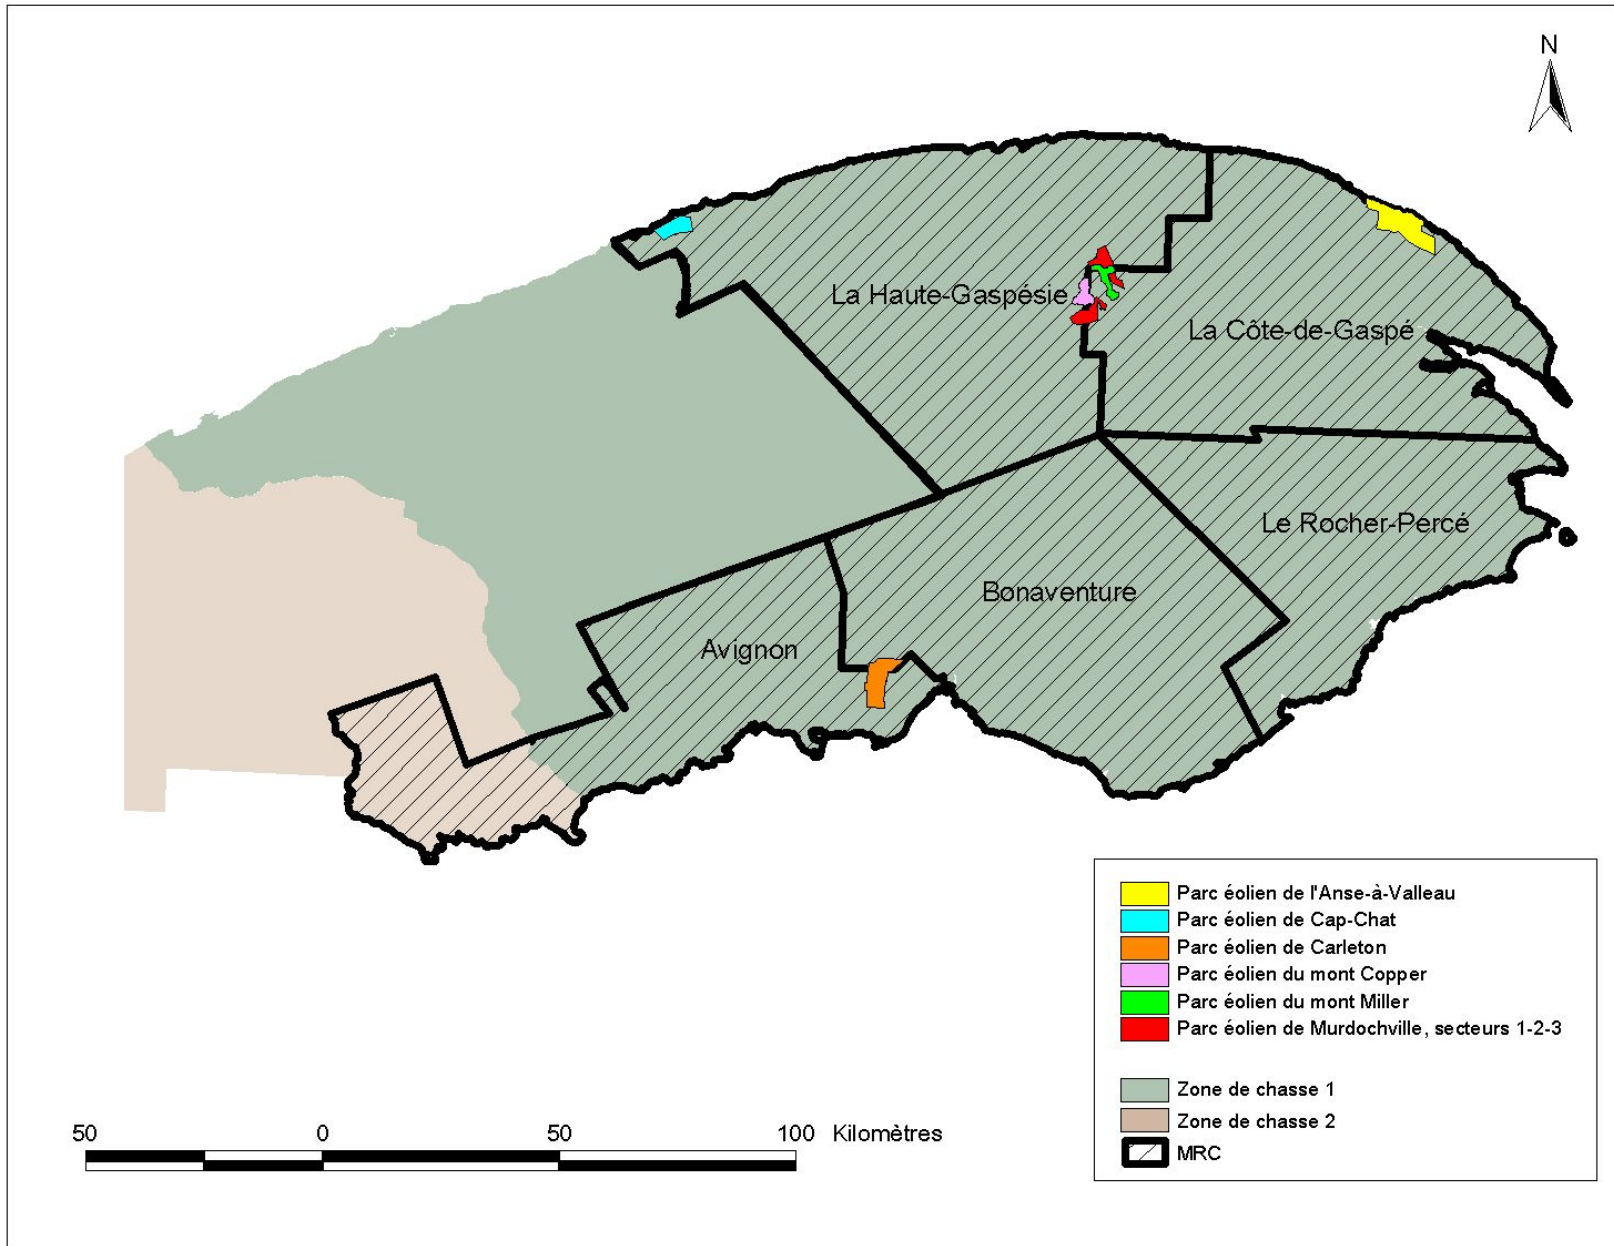 N
La Haute-Gaspésie
La Côte-de-Gaspé
Le Rocher-Percé
Bonaventure
Avignon
Parc éolien de l'Anse-à-Valleau
Parc éolien de Cap-Chat
Parc éolien de Carleton
Parc éolien du mont Copper
Parc éolien du mont Miller
Parc éolien de Murdochville, secteurs 1-2-3
Zone de chasse 1
Zone de chasse 2
MRC
50 0 50 100 Kilomètres